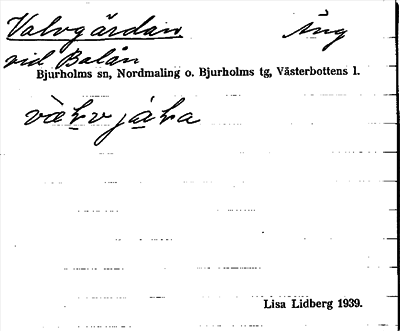 Valvgärdan Äng
vid Balån
Bjurholms sn, Nordmaling o. Bjurholms tg, Västerbottens l.
Lisa Lidberg 1939.